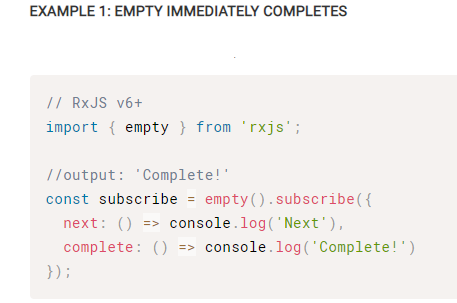 EXAMPLE 1: EMPTY IMMEDIATELY COMPLETES
// RxJS v6+
import { empty } from 'rxjs';
//output: 'Complete!'
const subscribe = empty().subscribe({
  next: () => console.log('Next'),
  complete: () => console.log('Complete!')
});